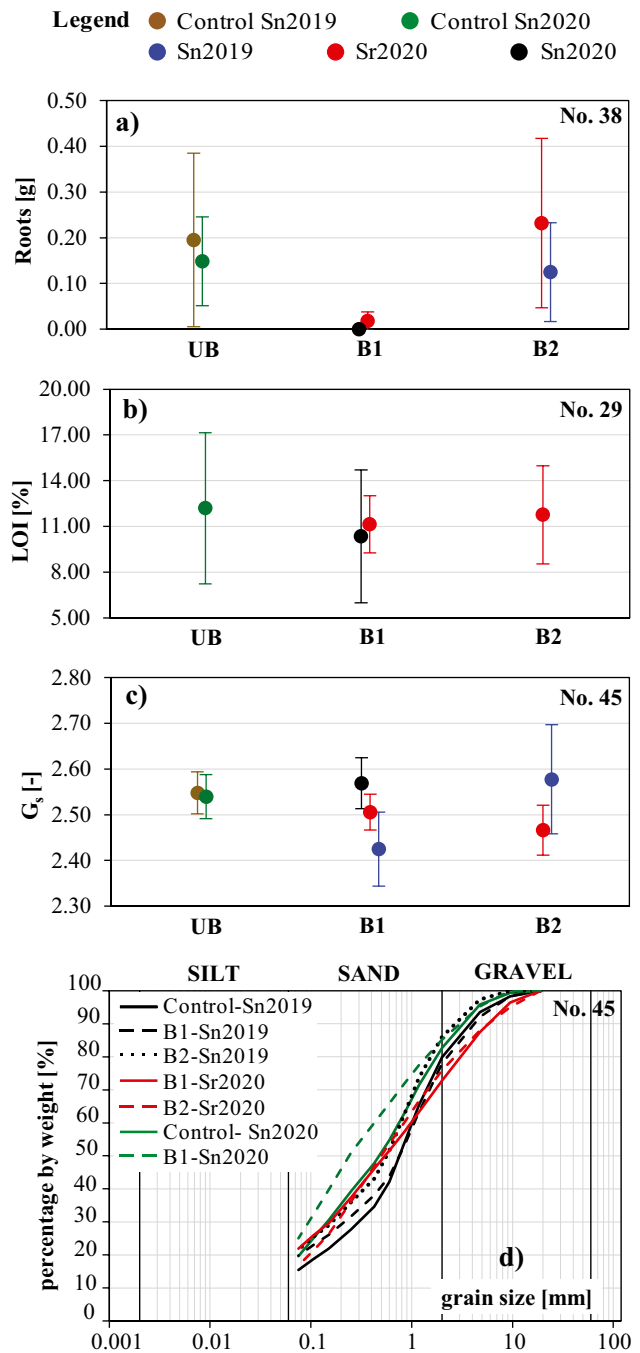 Legend Control Sn2019 Control Sn2020
Sn2019 Sr2020 Sn2020
a) No. 38
Roots [g]
0.50
0.40
0.30
0.20
0.10
0.00
UB B1 B2
b) No. 29
LOI [%]
20.00
17.00
14.00
11.00
8.00
5.00
UB B1 B2
c) No. 45
Gs [-]
2.80
2.70
2.60
2.50
2.40
2.30
UB B1 B2
SILT SAND GRAVEL
No. 45
percentage by weight [%]
100
90
80
70
60
50
40
30
20
10
0
Control-Sn2019
B1-Sn2019
B2-Sn2019
B1-Sr2020
B2-Sr2020
Control- Sn2020
B1-Sn2020
d)
grain size [mm]
0.001 0.01 0.1 1 10 100